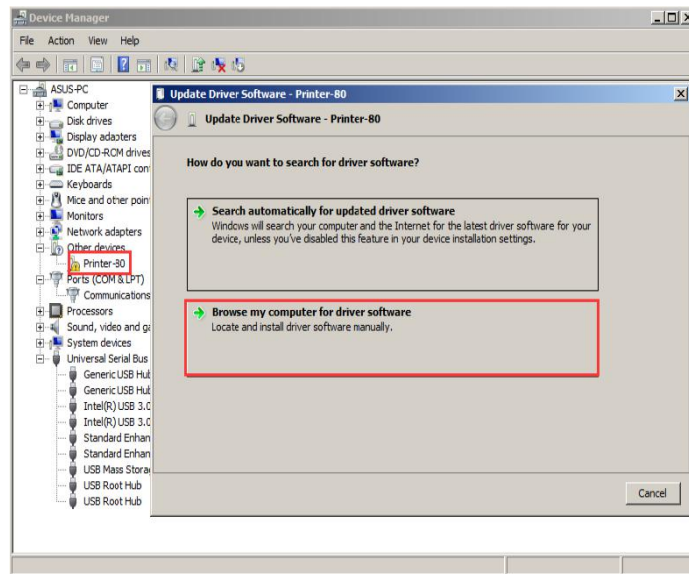 Device Manager
File Action View Help
ASUS-PC
Computer
Disk drives
Display adapters
DVD/CD-ROM drives
IDE ATA/ATAPI con
Keyboards
Mice and other poin
Monitors
Network adapters
Other devices
Printer-80
Ports (COM & LPT)
Communications
Processors
Sound, video and ga
System devices
Universal Serial Bus
Generic USB Hub
Generic USB Hub
Intel(R) USB 3.0
Intel(R) USB 3.0
Standard Enhan
Standard Enhan
USB Mass Storag
USB Root Hub
USB Root Hub
Update Driver Software - Printer-80
Update Driver Software - Printer-80
How do you want to search for driver software?
Search automatically for updated driver software
Windows will search your computer and the Internet for the latest driver software for your
device, unless you've disabled this feature in your device installation settings.
Browse my computer for driver software
Locate and install driver software manually.
Cancel